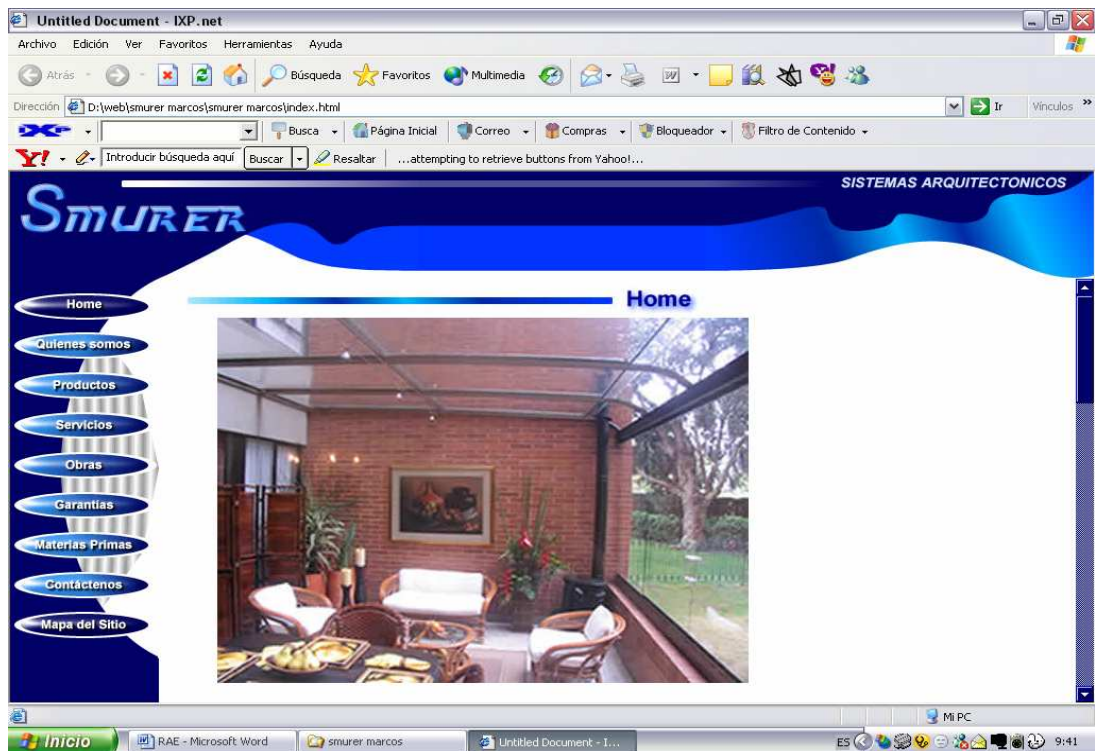 Untitled Document - IXP.net
Archivo Edición Ver Favoritos Herramientas Ayuda
Atrás Búsqueda Favoritos Multimedia
Dirección D:\web\smurer marcos\smurer marcos\index.html Ir Vínculos »
IXP Busca Página Inicial Correo Compras Bloqueador Filtro de Contenido
Y! Introducir búsqueda aquí Buscar Resaltar ...attempting to retrieve buttons from Yahoo!...
SISTEMAS ARQUITECTONICOS
SMURER
Home
Home
Quienes somos
Productos
Servicios
Obras
Garantias
Materias Primas
Contáctenos
Mapa del Sitio
Mi PC
Inicio RAE - Microsoft Word smurer marcos Untitled Document - I... ES 9:41